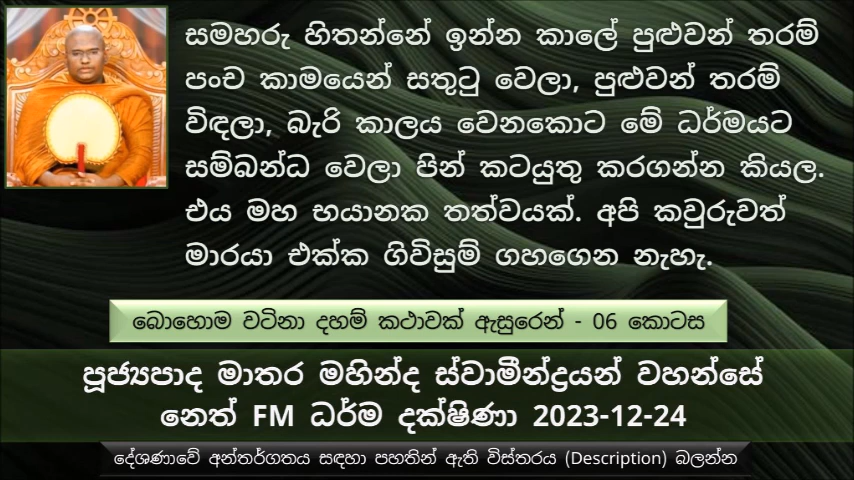 සමහරු හිතන්නේ ඉන්න කාලේ පුළුවන් තරම්
පංච කාමයෙන් සතුටු වෙලා, පුළුවන් තරම්
විඳලා, බැරි කාලය වෙනකොට මේ ධර්මයට
සම්බන්ධ වෙලා පින් කටයුතු කරගන්න කියල.
එය මහ භයානක තත්වයක්. අපි කවුරුවත්
මාරයා එක්ක ගිවිසුම් ගහගෙන නැහැ.
බොහොම වටිනා දහම් කථාවක් ඇසුරෙන් - 06 කොටස
පූජ්‍යපාද මාතර මහින්ද ස්වාමීන්ද්‍රයන් වහන්සේ
නෙත් FM ධර්ම දක්ෂිණා 2023-12-24
දේශණාවේ අන්තර්ගතය සඳහා පහතින් ඇති විස්තරය (Description) බලන්න